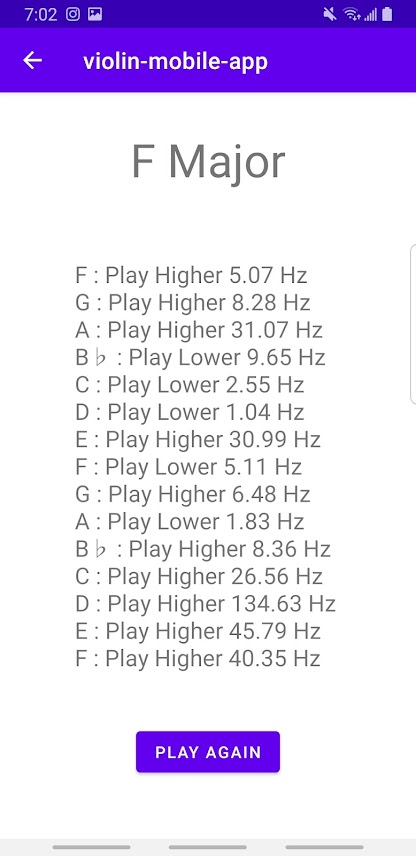 7:02
violin-mobile-app
F Major
F : Play Higher 5.07 Hz
G : Play Higher 8.28 Hz
A : Play Higher 31.07 Hz
B♭ : Play Lower 9.65 Hz
C : Play Lower 2.55 Hz
D : Play Lower 1.04 Hz
E : Play Higher 30.99 Hz
F : Play Lower 5.11 Hz
G : Play Higher 6.48 Hz
A : Play Lower 1.83 Hz
B♭ : Play Higher 8.36 Hz
C : Play Higher 26.56 Hz
D : Play Higher 134.63 Hz
E : Play Higher 45.79 Hz
F : Play Higher 40.35 Hz
PLAY AGAIN